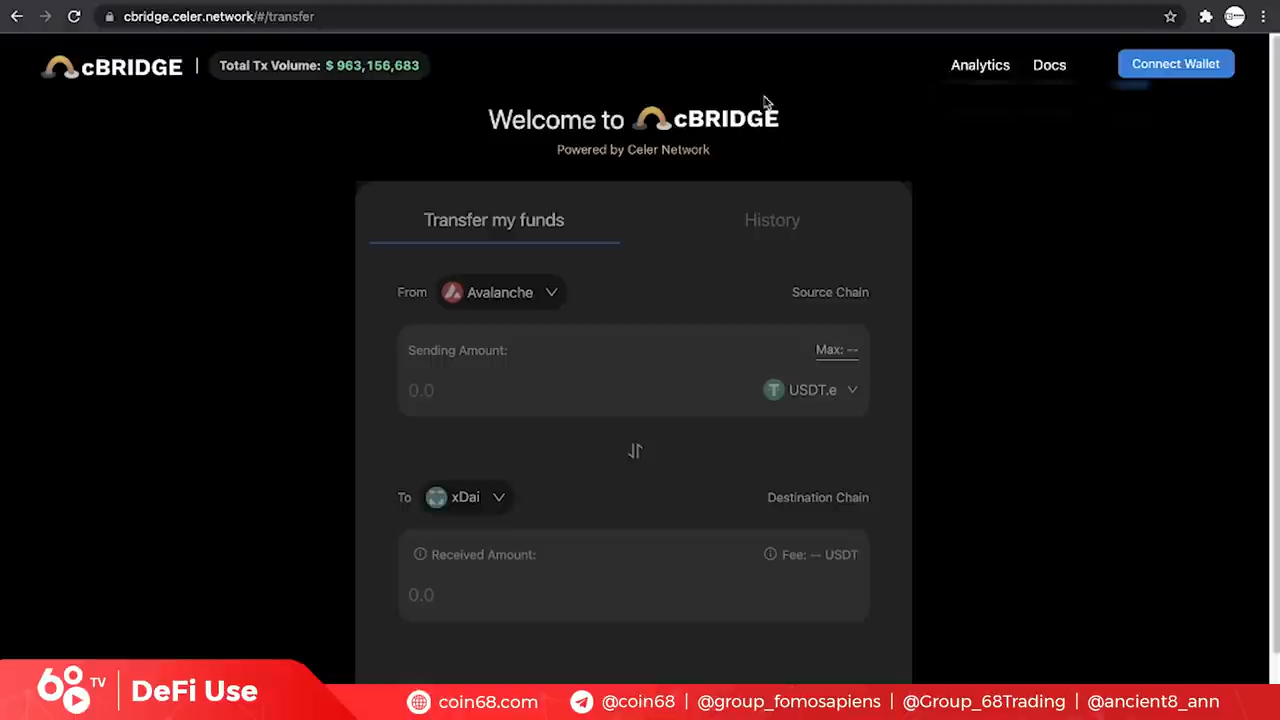 cbridge.celer.network/#/transfer
cBRIDGE | Total Tx Volume: $ 963,156,683
Analytics Docs Connect Wallet
Welcome to cBRIDGE
Powered by Celer Network
Transfer my funds History
From Avalanche Source Chain
Sending Amount: Max: --
0.0 USDT.e
To xDai Destination Chain
Received Amount: Fee: -- USDT
0.0
68 TV | DeFi Use
coin68.com @coin68 | @group_fomosapiens | @Group_68Trading | @ancient8_ann